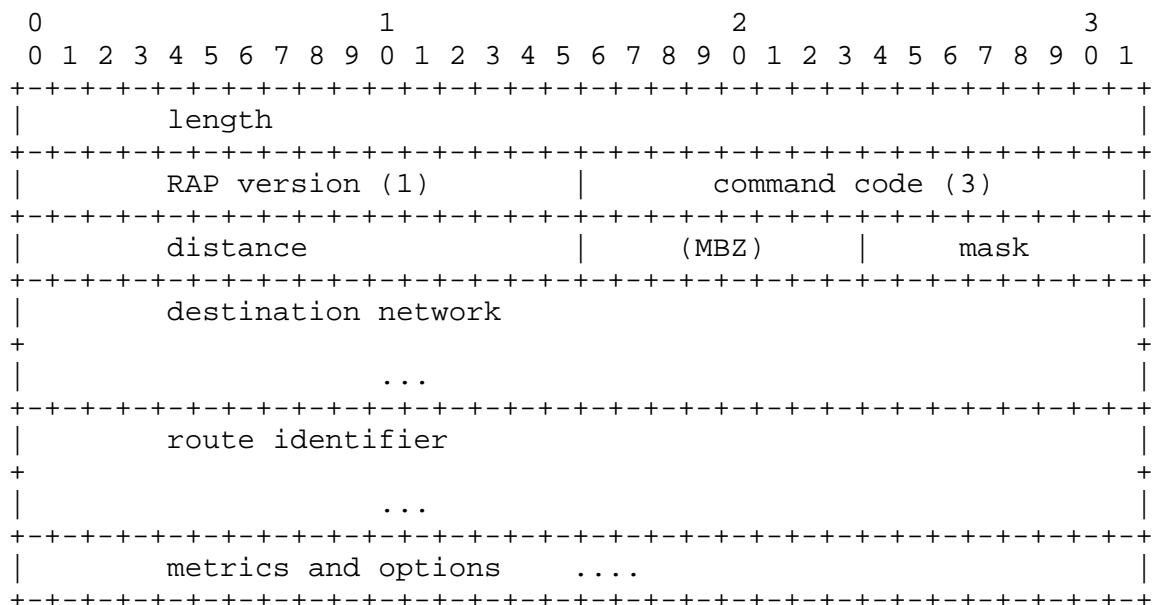 0                   1                   2                   3
 0 1 2 3 4 5 6 7 8 9 0 1 2 3 4 5 6 7 8 9 0 1 2 3 4 5 6 7 8 9 0 1
+-+-+-+-+-+-+-+-+-+-+-+-+-+-+-+-+-+-+-+-+-+-+-+-+-+-+-+-+-+-+-+-+
|        length                                                 |
+-+-+-+-+-+-+-+-+-+-+-+-+-+-+-+-+-+-+-+-+-+-+-+-+-+-+-+-+-+-+-+-+
|        RAP version (1)        |       command code (3)        |
+-+-+-+-+-+-+-+-+-+-+-+-+-+-+-+-+-+-+-+-+-+-+-+-+-+-+-+-+-+-+-+-+
|        distance               |     (MBZ)     |     mask      |
+-+-+-+-+-+-+-+-+-+-+-+-+-+-+-+-+-+-+-+-+-+-+-+-+-+-+-+-+-+-+-+-+
|        destination network                                    |
+                                                               +
|                    ...                                        |
+-+-+-+-+-+-+-+-+-+-+-+-+-+-+-+-+-+-+-+-+-+-+-+-+-+-+-+-+-+-+-+-+
|        route identifier                                       |
+                                                               +
|                    ...                                        |
+-+-+-+-+-+-+-+-+-+-+-+-+-+-+-+-+-+-+-+-+-+-+-+-+-+-+-+-+-+-+-+-+
|        metrics and options    ....                            |
+-+-+-+-+-+-+-+-+-+-+-+-+-+-+-+-+-+-+-+-+-+-+-+-+-+-+-+-+-+-+-+-+